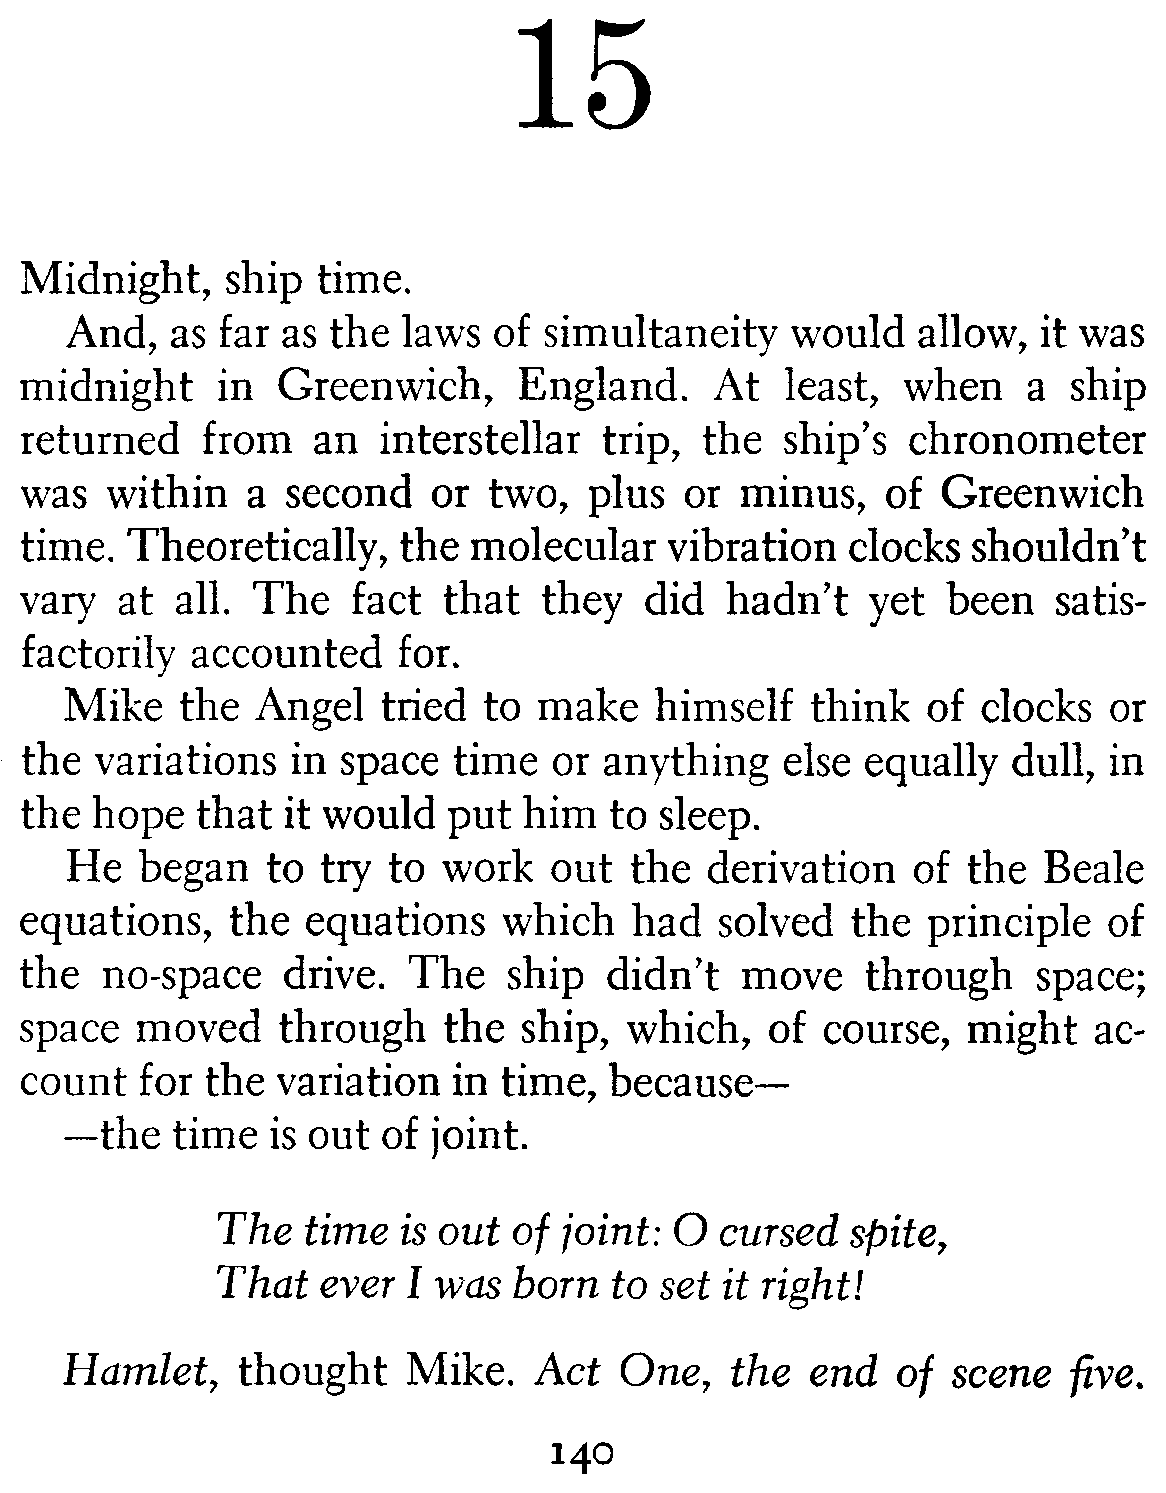 15
Midnight, ship time.
And, as far as the laws of simultaneity would allow, it was
midnight in Greenwich, England. At least, when a ship
returned from an interstellar trip, the ship's chronometer
was within a second or two, plus or minus, of Greenwich
time. Theoretically, the molecular vibration clocks shouldn't
vary at all. The fact that they did hadn't yet been satis-
factorily accounted for.
Mike the Angel tried to make himself think of clocks or
the variations in space time or anything else equally dull, in
the hope that it would put him to sleep.
He began to try to work out the derivation of the Beale
equations, the equations which had solved the principle of
the no-space drive. The ship didn't move through space;
space moved through the ship, which, of course, might ac-
count for the variation in time, because—
—the time is out of joint.
The time is out of joint: O cursed spite,
That ever I was born to set it right!
Hamlet, thought Mike. Act One, the end of scene five.
140